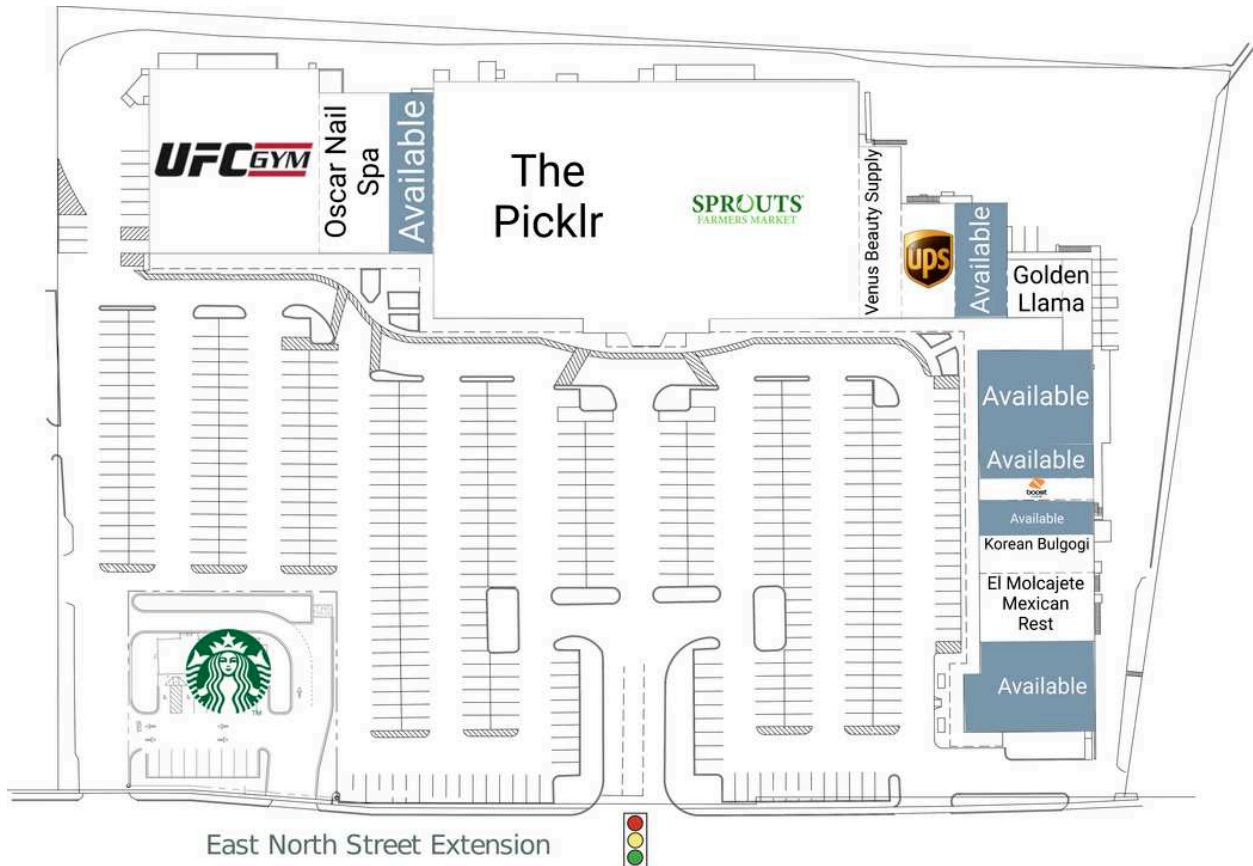 UFC GYM
Oscar Nail
Spa
Available
The
Picklr
SPROUTS
FARMERS MARKET
Venus Beauty Supply
ups
Available
Golden
Llama
Available
Available
boost
Available
Korean Bulgogi
El Molcajete
Mexican
Rest
Available
TM
East North Street Extension